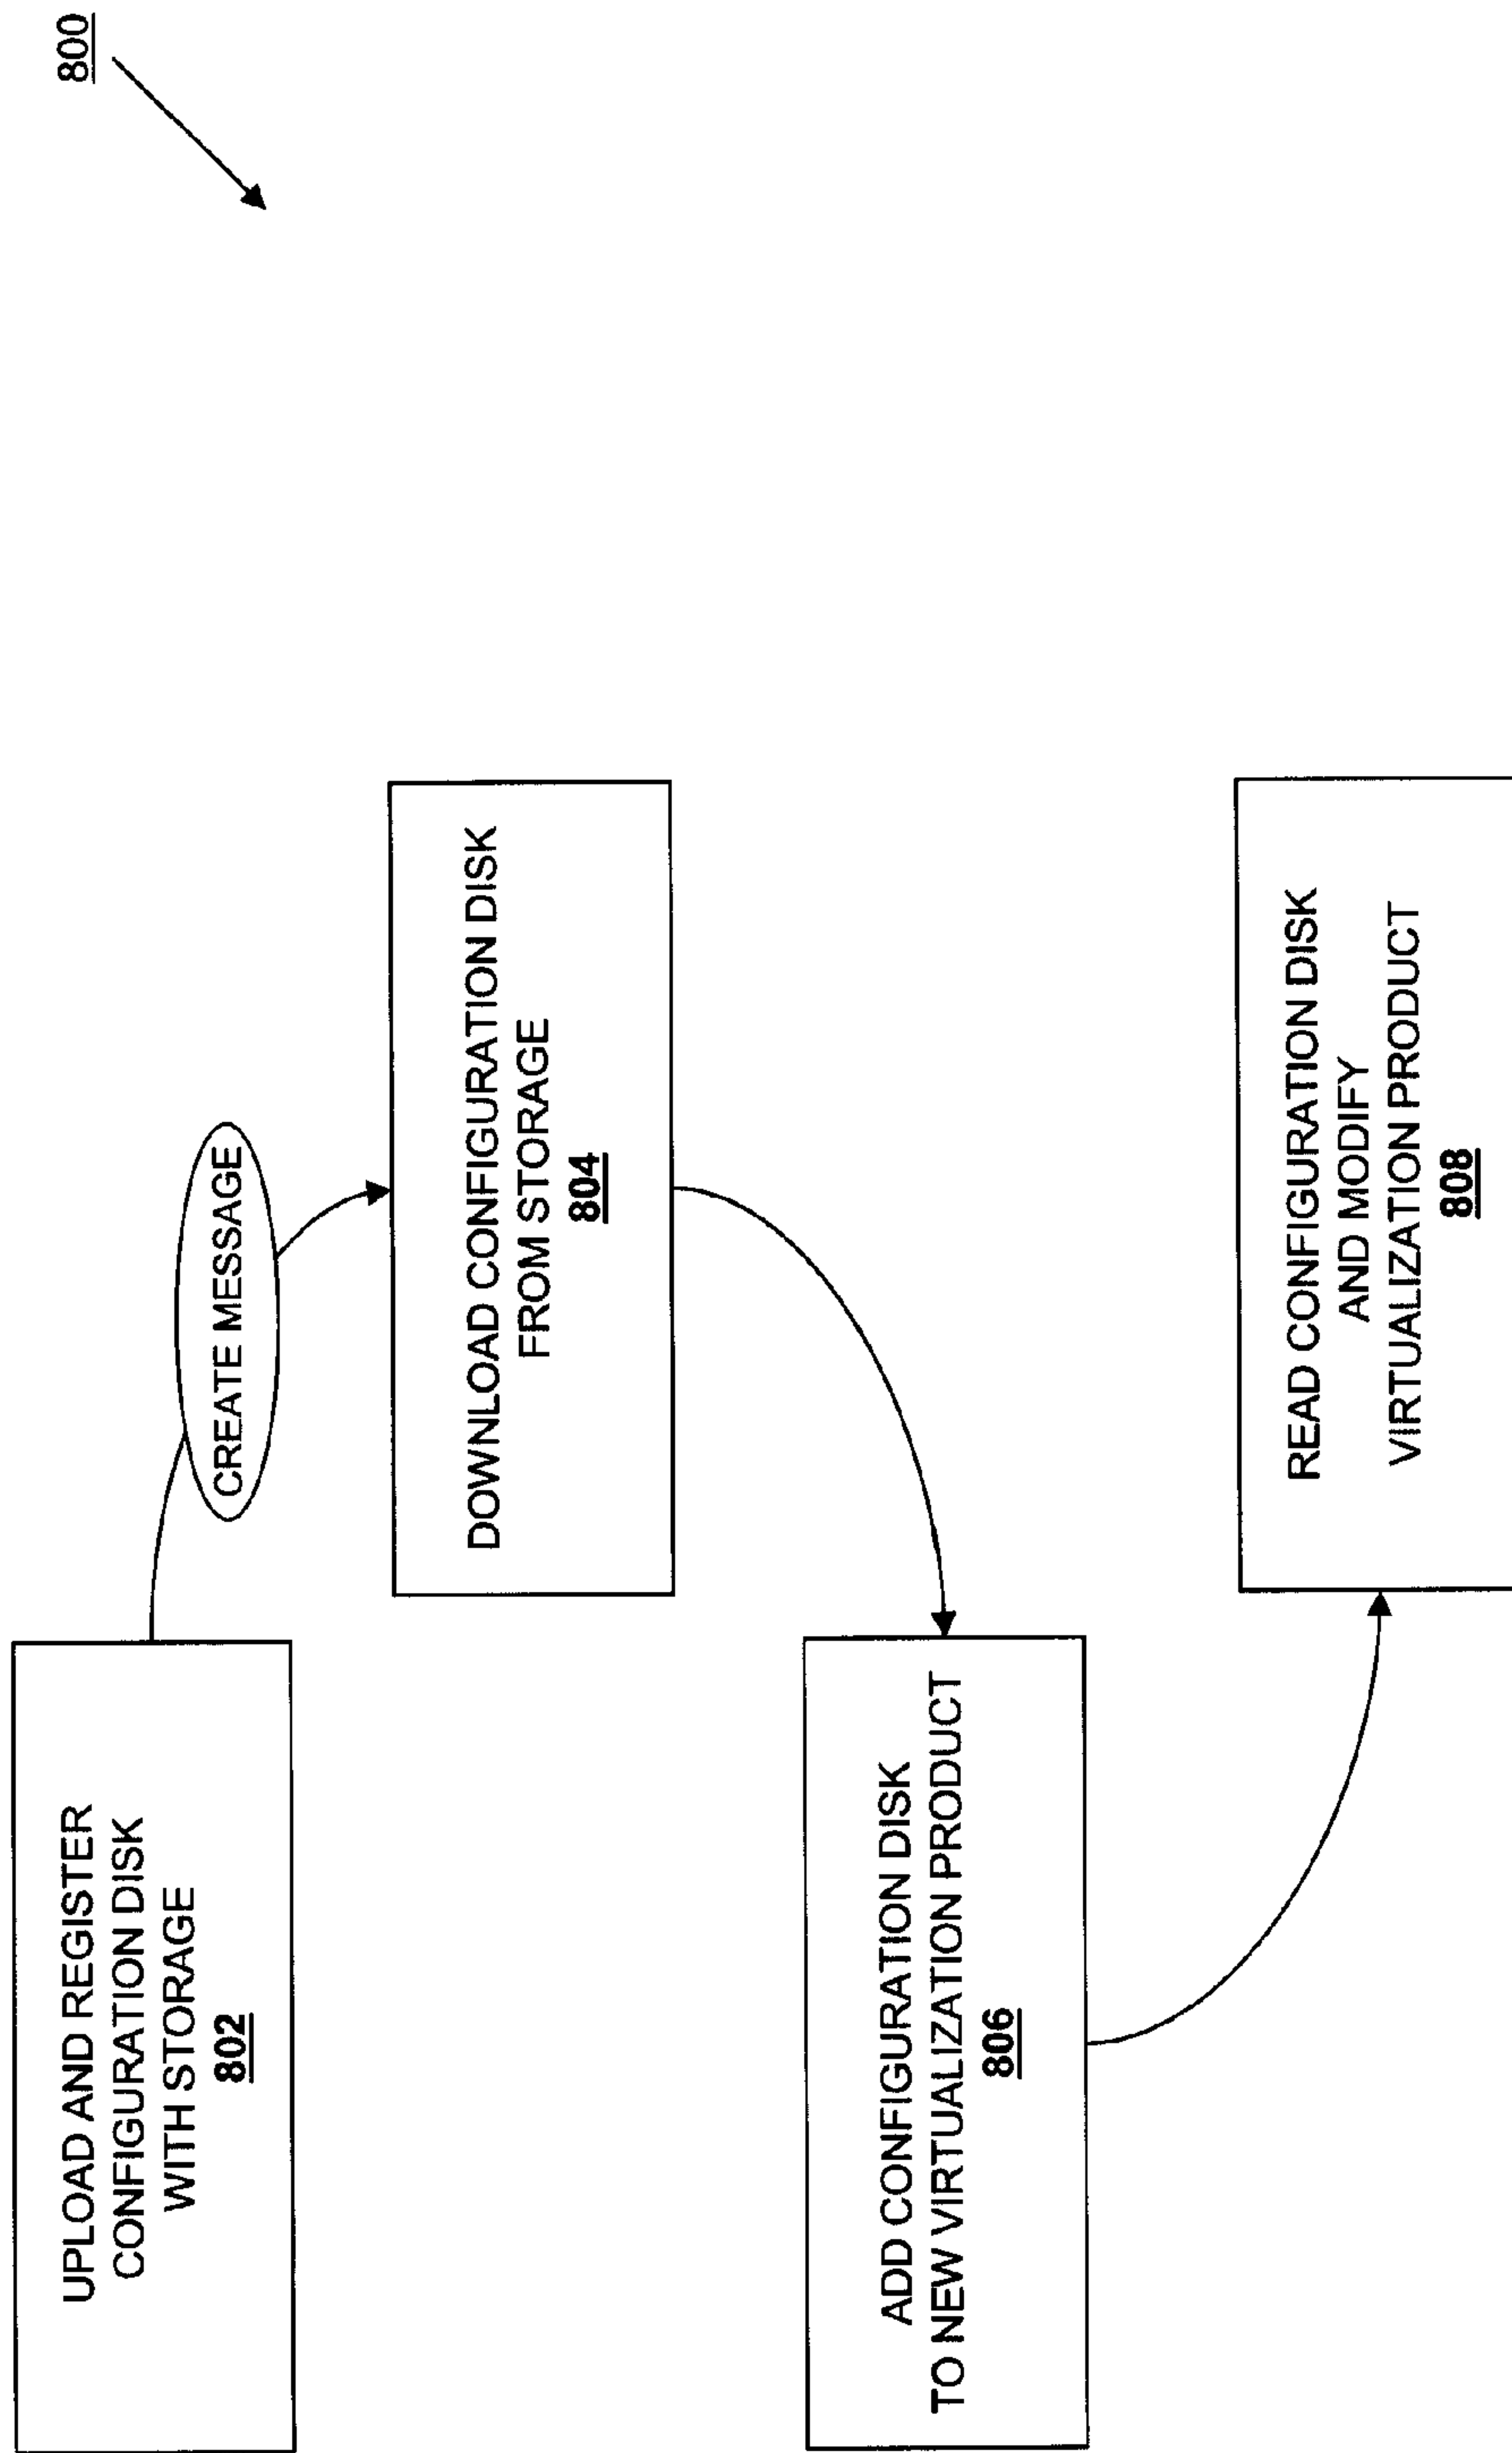 800
UPLOAD AND REGISTER
CONFIGURATION DISK
WITH STORAGE
802
CREATE MESSAGE
DOWNLOAD CONFIGURATION DISK
FROM STORAGE
804
ADD CONFIGURATION DISK
TO NEW VIRTUALIZATION PRODUCT
806
READ CONFIGURATION DISK
AND MODIFY
VIRTUALIZATION PRODUCT
808